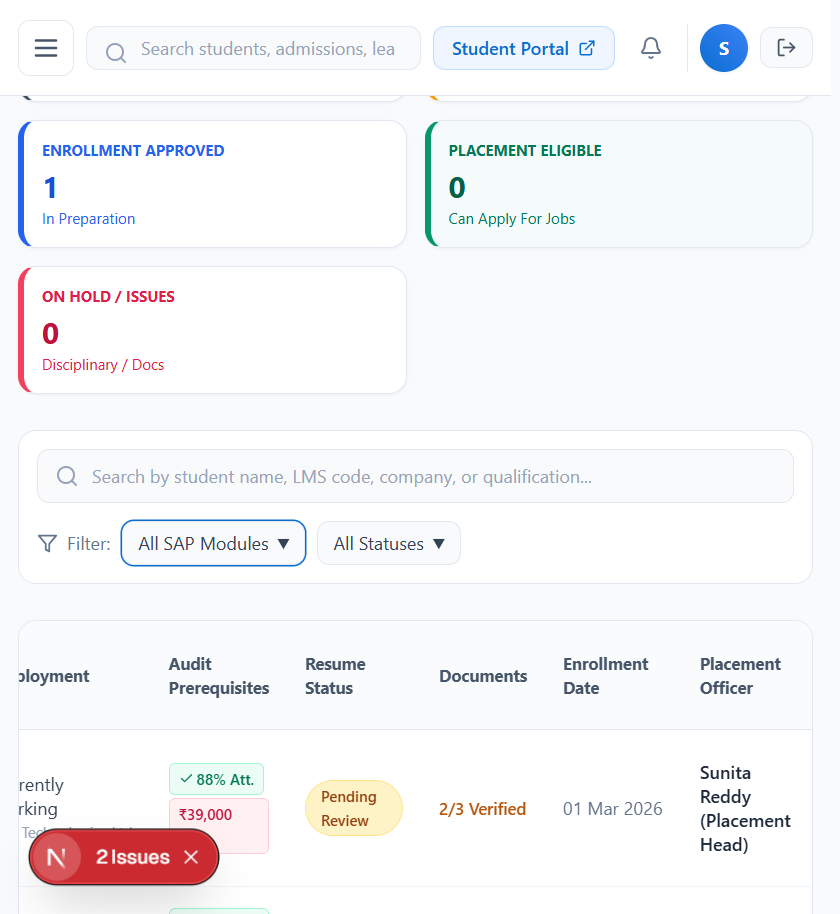 Search students, admissions, lea
Student Portal
S
ENROLLMENT APPROVED
1
In Preparation
PLACEMENT ELIGIBLE
0
Can Apply For Jobs
ON HOLD / ISSUES
0
Disciplinary / Docs
Search by student name, LMS code, company, or qualification...
Filter:
All SAP Modules ▼
All Statuses ▼
ployment
Audit
Prerequisites
Resume
Status
Documents
Enrollment
Date
Placement
Officer
rently
rking
✓ 88% Att.
₹39,000
Pending
Review
2/3 Verified
01 Mar 2026
Sunita
Reddy
(Placement
Head)
N
2 Issues